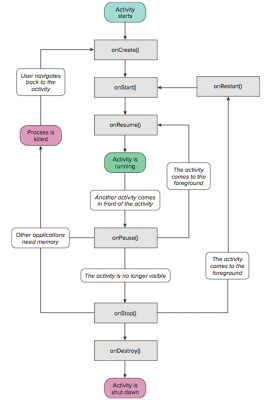 Activity
starts
onCreate()
User navigates
back to the
activity
onStart()
onRestart()
onResume()
Process is
killed
Activity is
running
The activity
comes to the
foreground
Another activity comes
in front of the activity
Other applications
need memory
onPause()
The activity
comes to the
foreground
The activity is no longer visible
onStop()
onDestroy()
Activity is
shut down